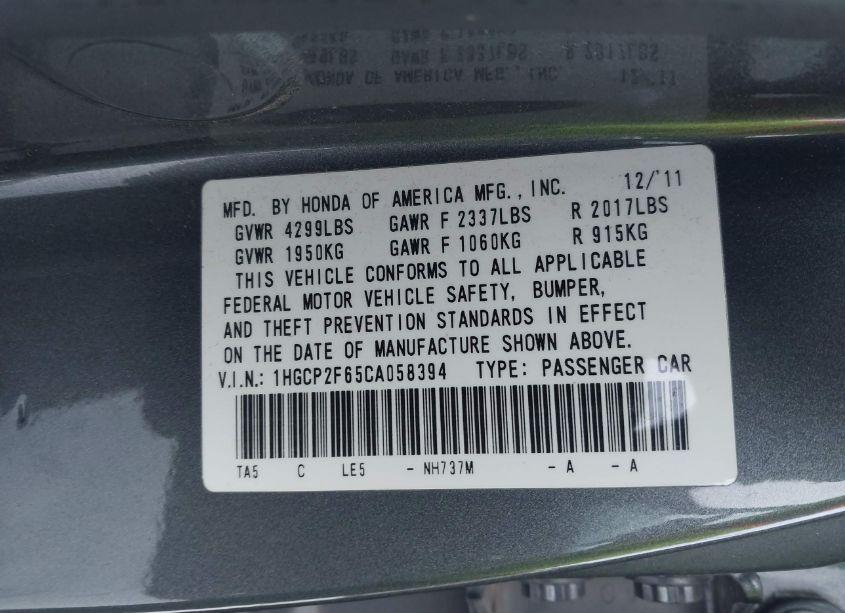 MFD. BY HONDA OF AMERICA MFG., INC. 12/'11
GVWR 4299LBS GAWR F 2337LBS R 2017LBS
GVWR 1950KG GAWR F 1060KG R 915KG
THIS VEHICLE CONFORMS TO ALL APPLICABLE
FEDERAL MOTOR VEHICLE SAFETY, BUMPER,
AND THEFT PREVENTION STANDARDS IN EFFECT
ON THE DATE OF MANUFACTURE SHOWN ABOVE.
V.I.N.: 1HGCP2F65CA058394 TYPE: PASSENGER CAR
TA5 C LE5 - NH737M - A - A